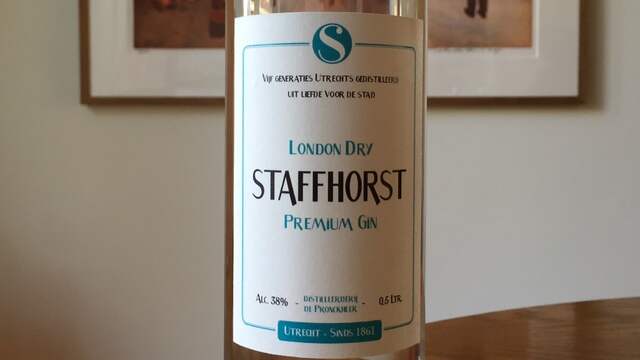 S
Vijf generaties Utrechts gedistilleerd
uit liefde voor de stad
London Dry
STAFFHORST
Premium Gin
Alc. 38% - distilleerderij de Pronckheer - 0,5 Ltr.
Utrecht - Sinds 1861